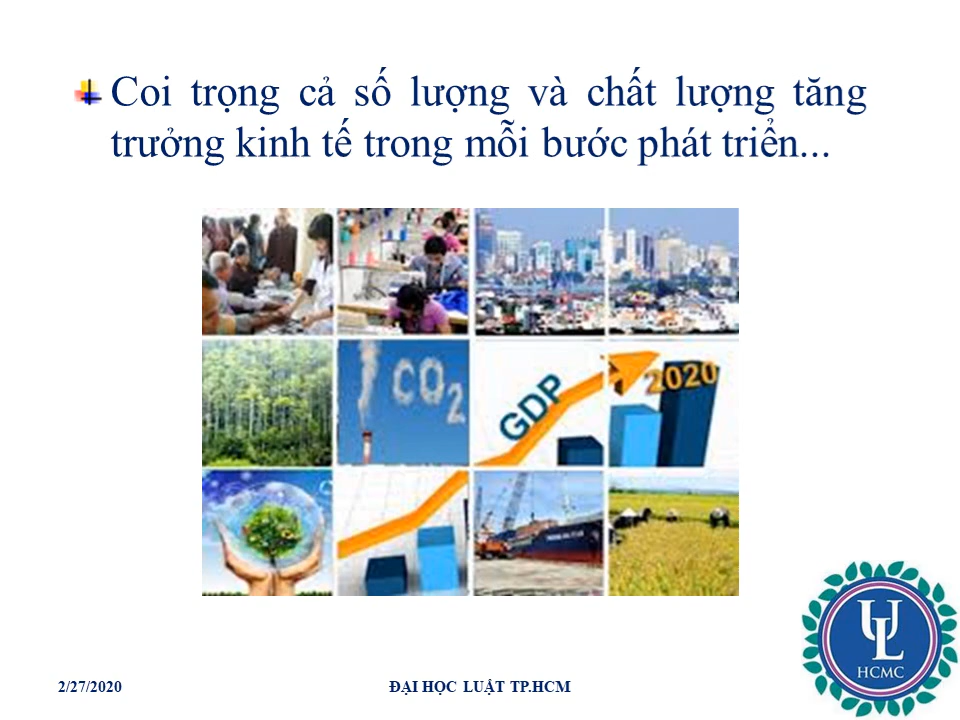 Coi trọng cả số lượng và chất lượng tăng
trưởng kinh tế trong mỗi bước phát triển...
CO2
GDP
2020
2/27/2020
ĐẠI HỌC LUẬT TP.HCM
UL
HCMC